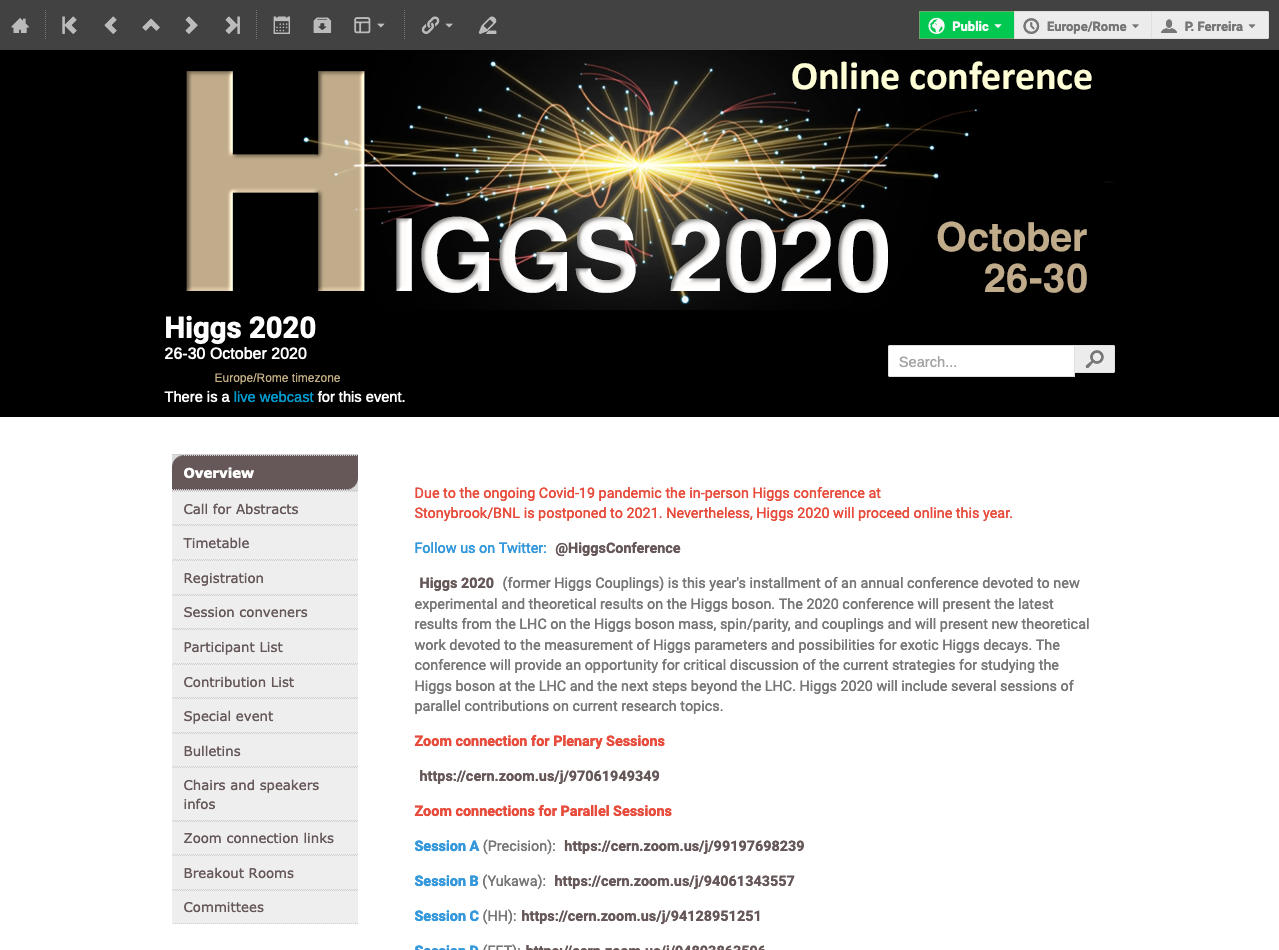 Public
Europe/Rome
P. Ferreira
Online conference
HIGGS 2020
October
26-30
Higgs 2020
26-30 October 2020
Europe/Rome timezone
There is a live webcast for this event.
Search...
Overview
Call for Abstracts
Timetable
Registration
Session conveners
Participant List
Contribution List
Special event
Bulletins
Chairs and speakers
infos
Zoom connection links
Breakout Rooms
Committees
Due to the ongoing Covid-19 pandemic the in-person Higgs conference at
Stonybrook/BNL is postponed to 2021. Nevertheless, Higgs 2020 will proceed online this year.
Follow us on Twitter: @HiggsConference
Higgs 2020 (former Higgs Couplings) is this year's installment of an annual conference devoted to new
experimental and theoretical results on the Higgs boson. The 2020 conference will present the latest
results from the LHC on the Higgs boson mass, spin/parity, and couplings and will present new theoretical
work devoted to the measurement of Higgs parameters and possibilities for exotic Higgs decays. The
conference will provide an opportunity for critical discussion of the current strategies for studying the
Higgs boson at the LHC and the next steps beyond the LHC. Higgs 2020 will include several sessions of
parallel contributions on current research topics.
Zoom connection for Plenary Sessions
https://cern.zoom.us/j/97061949349
Zoom connections for Parallel Sessions
Session A (Precision): https://cern.zoom.us/j/99197698239
Session B (Yukawa): https://cern.zoom.us/j/94061343557
Session C (HH): https://cern.zoom.us/j/94128951251
Session D (EFT):